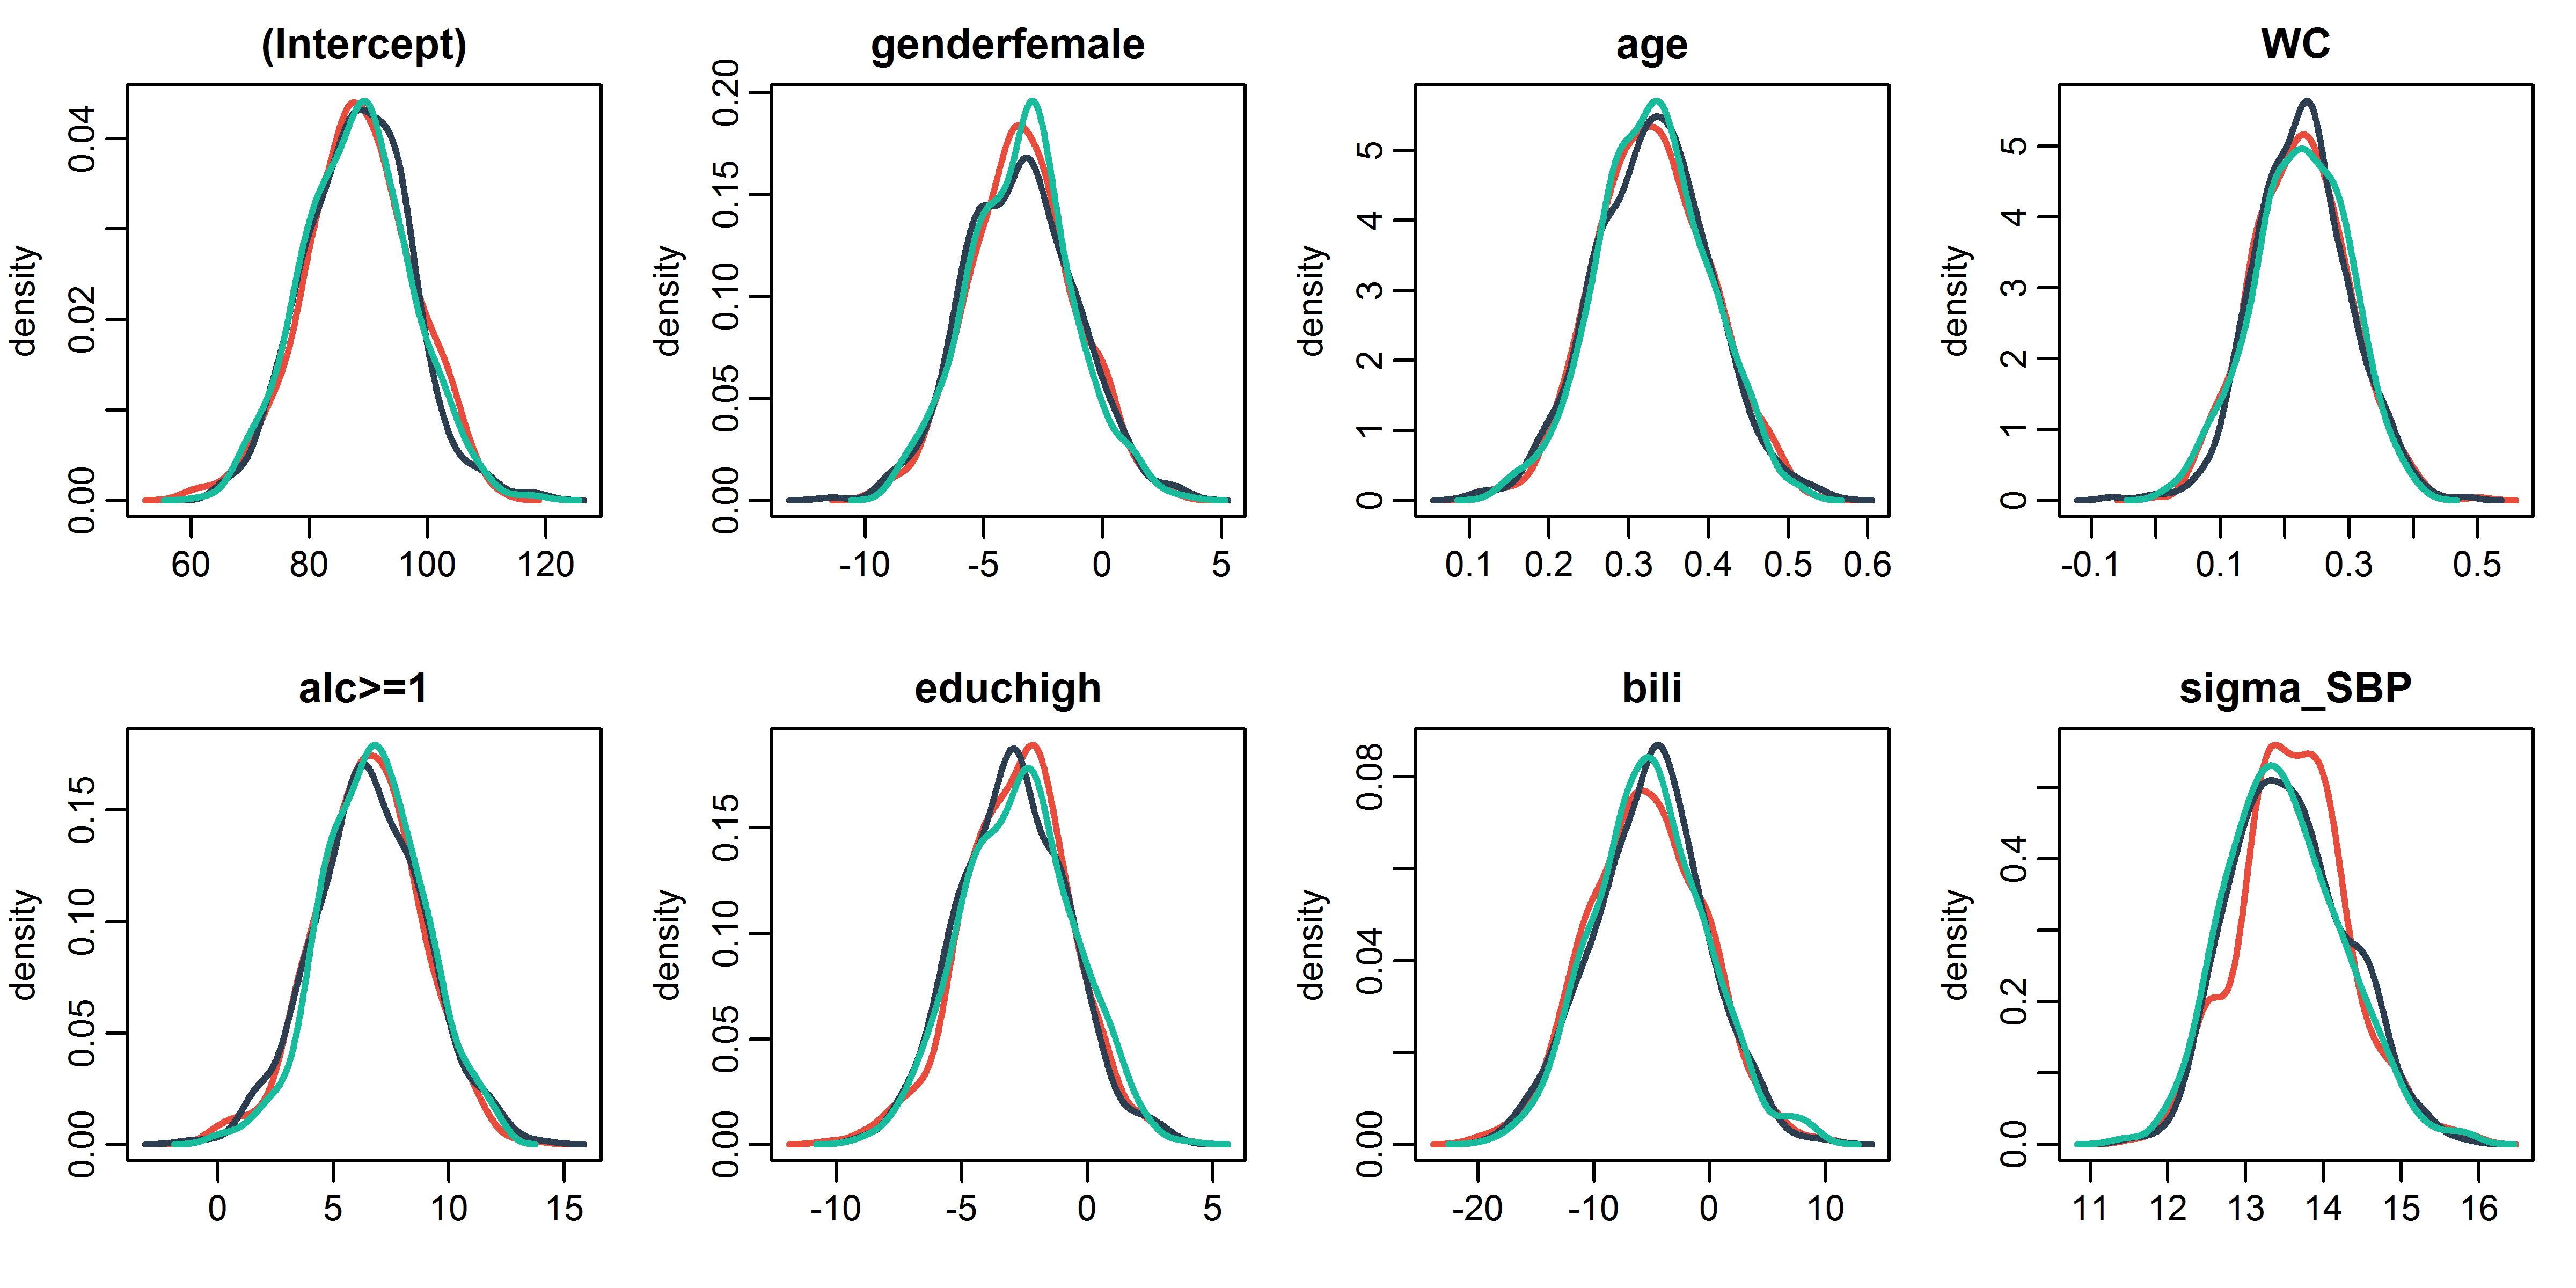 (Intercept)
density
0.00 0.02 0.04
60 80 100 120
genderfemale
density
0.00 0.05 0.10 0.15 0.20
-10 -5 0 5
age
density
0 1 2 3 4 5
0.1 0.2 0.3 0.4 0.5 0.6
WC
density
0 1 2 3 4 5
-0.1 0.1 0.3 0.5
alc>=1
density
0.00 0.05 0.10 0.15
0 5 10 15
educhigh
density
0.00 0.05 0.10 0.15
-10 -5 0 5
bili
density
0.00 0.04 0.08
-20 -10 0 10
sigma_SBP
density
0.0 0.2 0.4
11 12 13 14 15 16